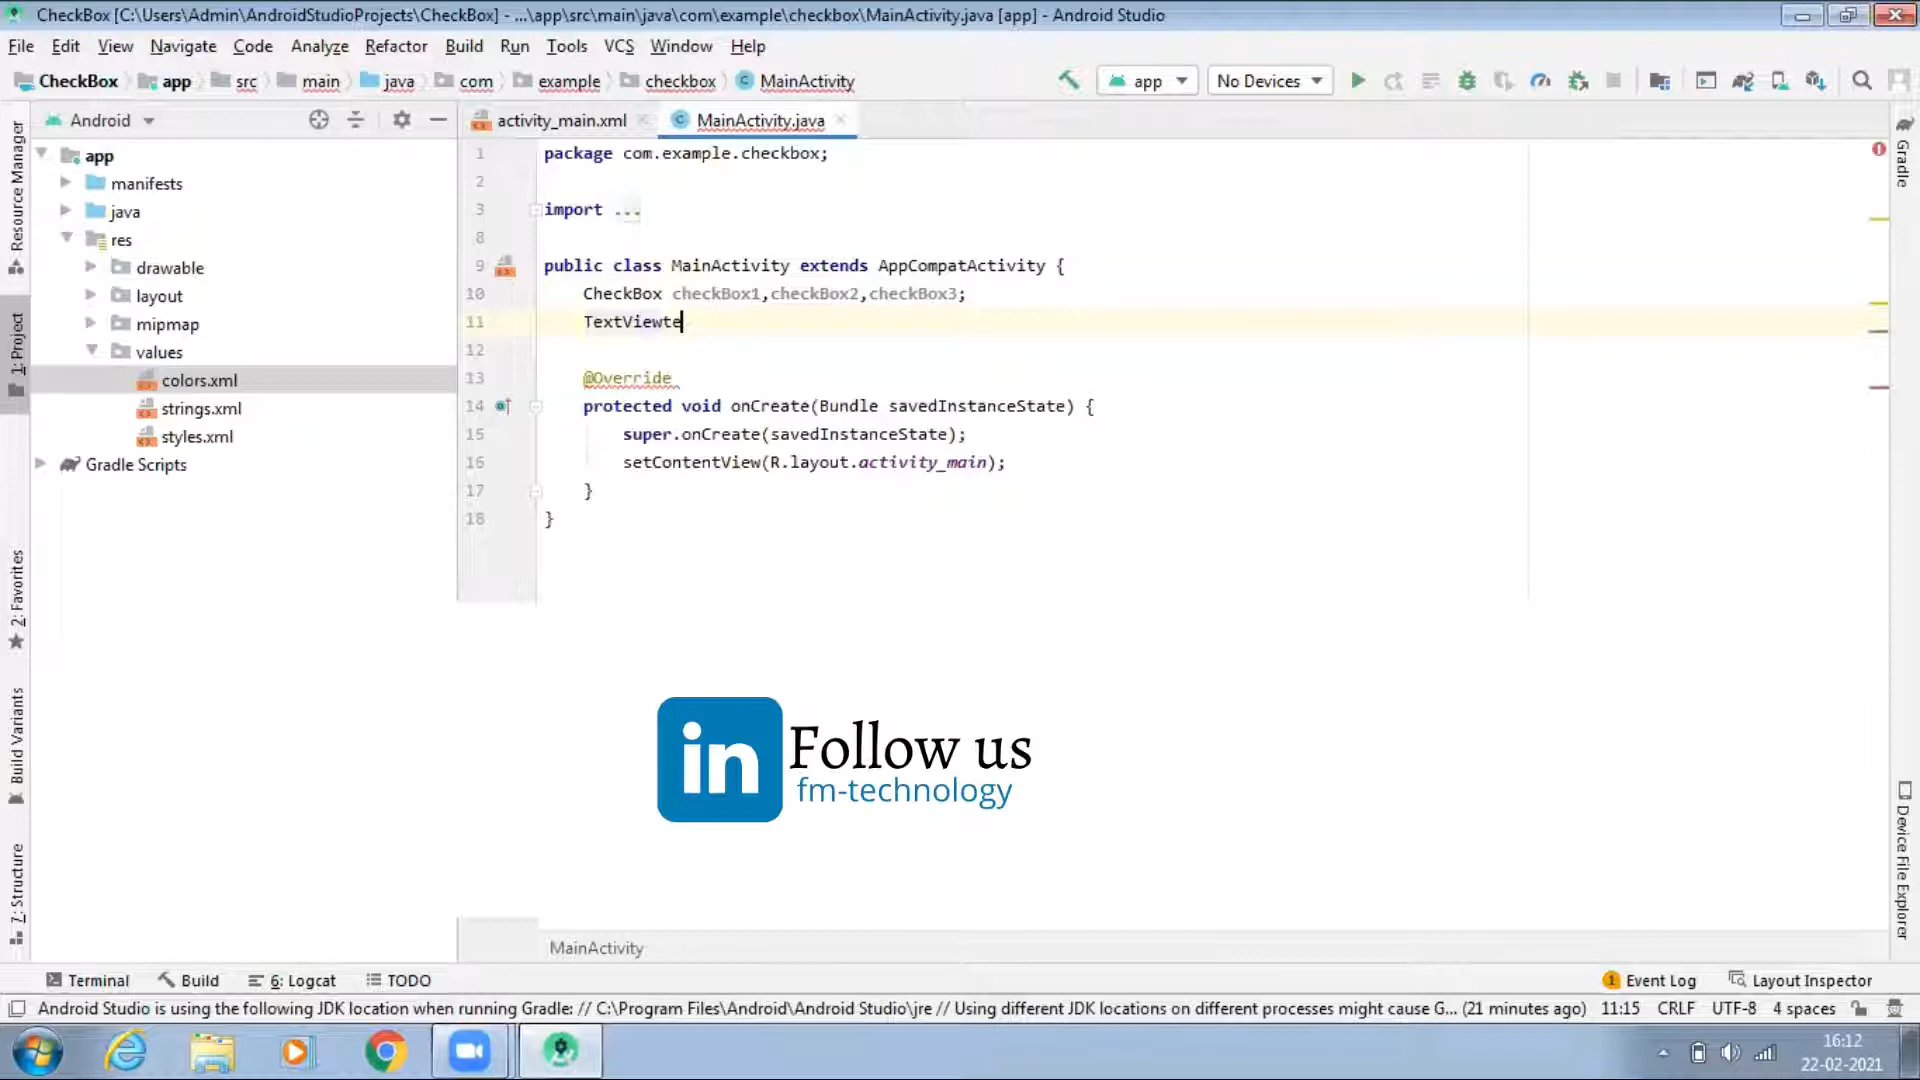 CheckBox [C:\Users\Admin\AndroidStudioProjects\CheckBox] - ...\app\src\main\java\com\example\checkbox\MainActivity.java [app] - Android Studio
File Edit View Navigate Code Analyze Refactor Build Run Tools VCS Window Help
CheckBox app src main java com example checkbox MainActivity app No Devices
Android
activity_main.xml MainActivity.java
Resource Manager
1: Project
2: Favorites
Build Variants
7: Structure
app
manifests
java
res
drawable
layout
mipmap
values
colors.xml
strings.xml
styles.xml
Gradle Scripts
1 package com.example.checkbox;
2
3 import ...
8
9 public class MainActivity extends AppCompatActivity {
10 CheckBox checkBox1,checkBox2,checkBox3;
11 TextViewte
12
13 @Override
14 protected void onCreate(Bundle savedInstanceState) {
15 super.onCreate(savedInstanceState);
16 setContentView(R.layout.activity_main);
17 }
18 }
in Follow us
fm-technology
MainActivity
Gradle
Device File Explorer
Terminal Build 6: Logcat TODO 1 Event Log Layout Inspector
Android Studio is using the following JDK location when running Gradle: // C:\Program Files\Android\Android Studio\jre // Using different JDK locations on different processes might cause G... (21 minutes ago) 11:15 CRLF UTF-8 4 spaces
16:12
22-02-2021